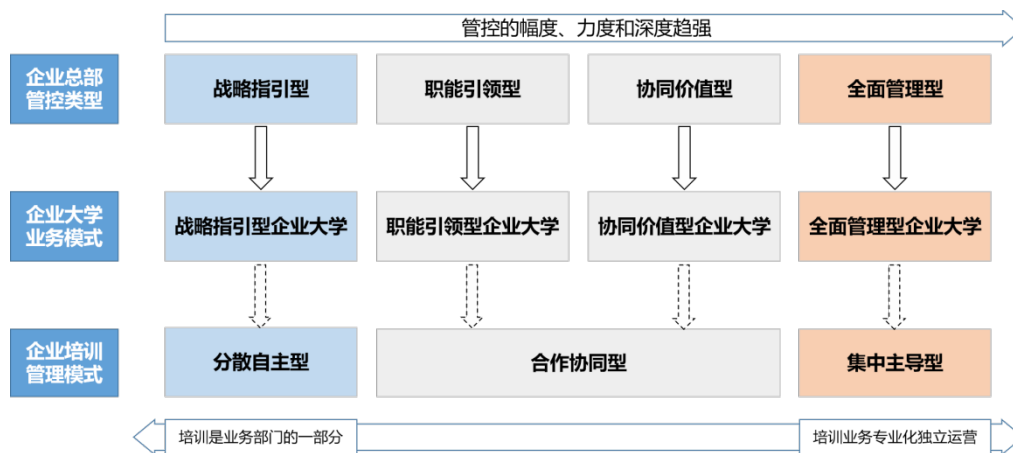 管控的幅度、力度和深度趋强
企业总部
管控类型
战略指引型
职能引领型
协同价值型
全面管理型
企业大学
业务模式
战略指引型企业大学
职能引领型企业大学
协同价值型企业大学
全面管理型企业大学
企业培训
管理模式
分散自主型
合作协同型
集中主导型
培训是业务部门的一部分
培训业务专业化独立运营